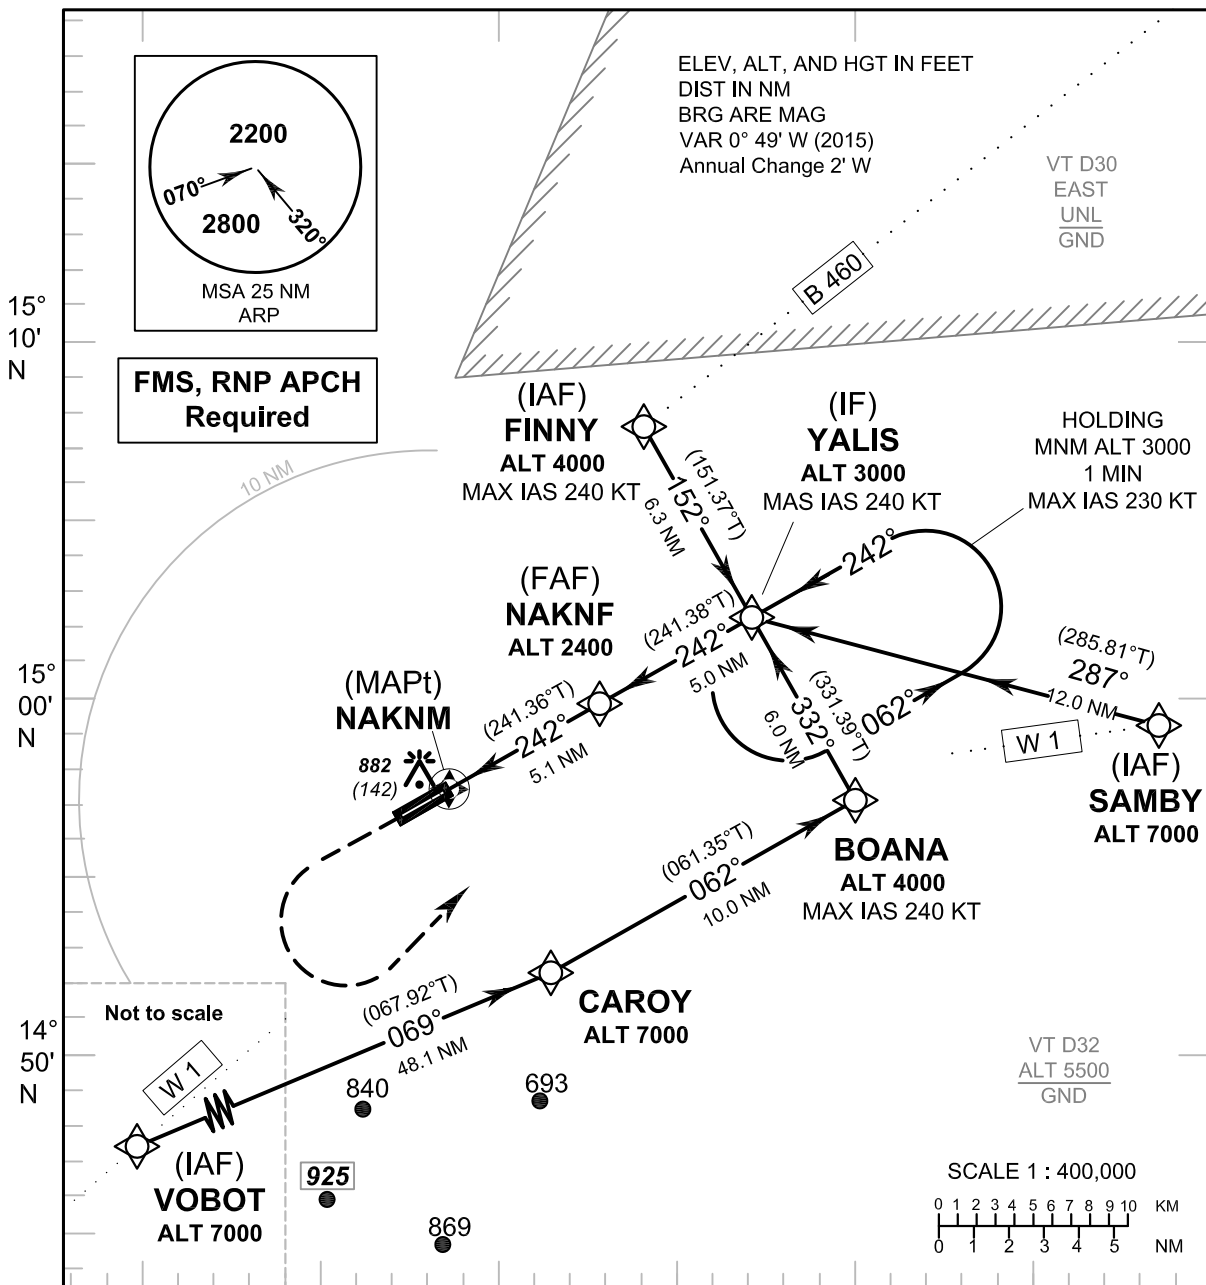 ELEV, ALT, AND HGT IN FEET
DIST IN NM
BRG ARE MAG
VAR 0° 49' W (2015)
Annual Change 2' W
2200
070°
2800
320°
MSA 25 NM
ARP
VT D30
EAST
UNL
GND
B 460
15°
10'
N
FMS, RNP APCH
Required
10 NM
(IAF)
FINNY
ALT 4000
MAX IAS 240 KT
(151.37°T)
152°
6.3 NM
(IF)
YALIS
ALT 3000
MAS IAS 240 KT
HOLDING
MNM ALT 3000
1 MIN
MAX IAS 230 KT
242°
(FAF)
NAKNF
ALT 2400
(241.38°T)
242°
5.0 NM
(285.81°T)
287°
12.0 NM
15°
00'
N
(MAPt)
NAKNM
(241.36°T)
242°
5.1 NM
882
(142)
(331.39°T)
332°
6.0 NM
062°
W 1
(IAF)
SAMBY
ALT 7000
BOANA
ALT 4000
MAX IAS 240 KT
(061.35°T)
062°
10.0 NM
CAROY
ALT 7000
(067.92°T)
069°
48.1 NM
Not to scale
W 1
14°
50'
N
840
693
925
869
(IAF)
VOBOT
ALT 7000
VT D32
ALT 5500
GND
SCALE 1 : 400,000
0 1 2 3 4 5 6 7 8 9 10 KM
0 1 2 3 4 5 NM